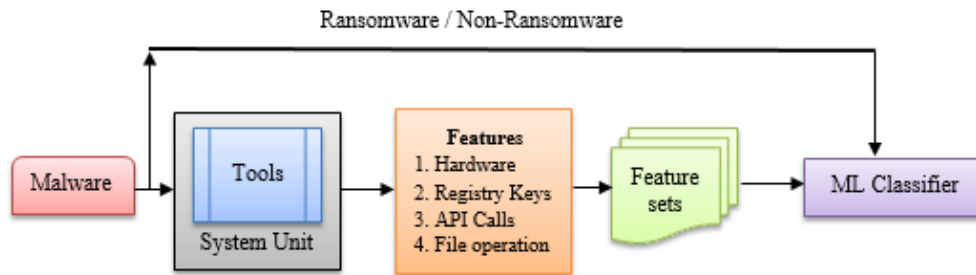 Ransomware / Non-Ransomware
Malware
Tools
System Unit
Features
1. Hardware
2. Registry Keys
3. API Calls
4. File operation
Feature
sets
ML Classifier